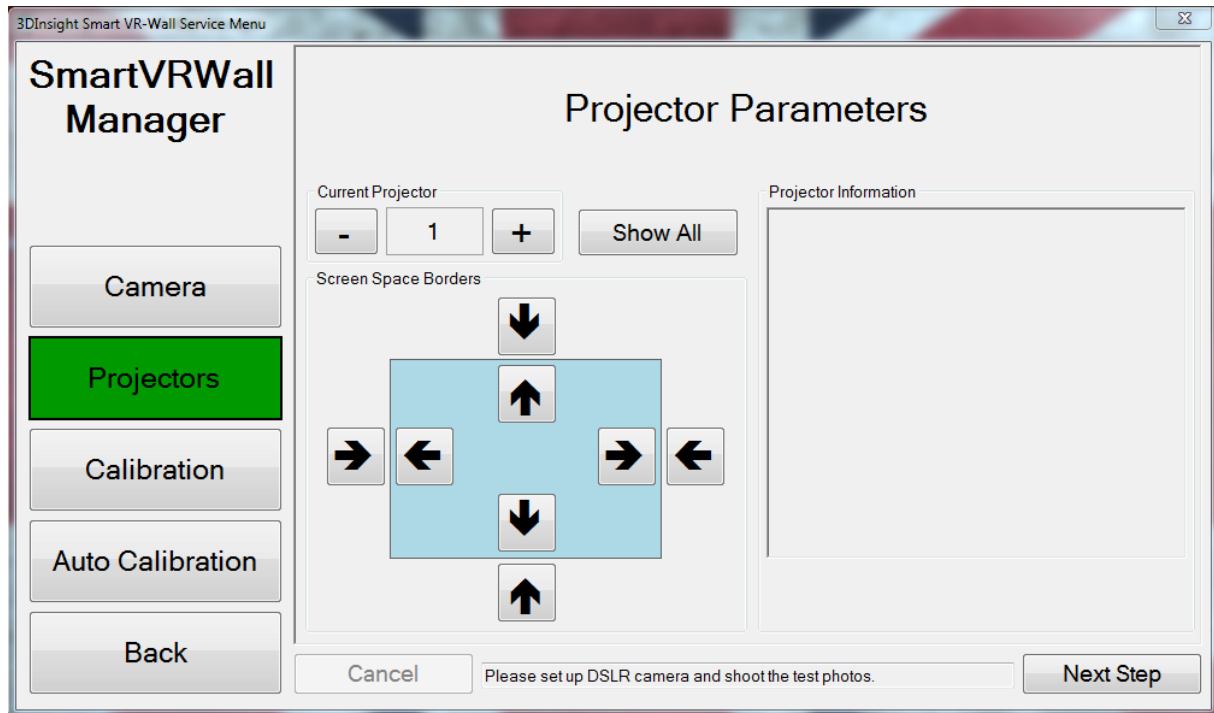 3DInsight Smart VR-Wall Service Menu
SmartVRWall
Manager
Camera
Projectors
Calibration
Auto Calibration
Back
Projector Parameters
Current Projector
-
1
+
Show All
Screen Space Borders
Projector Information
Cancel
Please set up DSLR camera and shoot the test photos.
Next Step